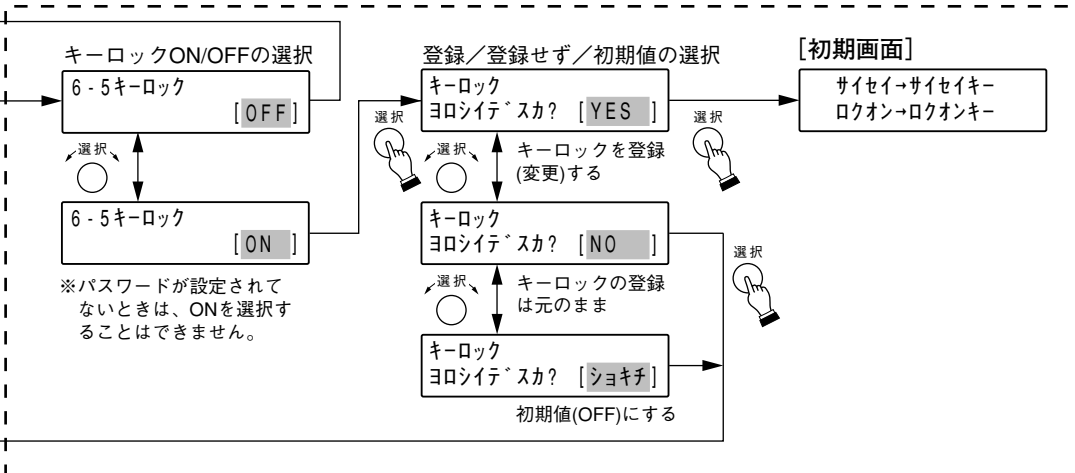 キーロックON/OFFの選択
6-5キーロック
[OFF]
選択
6-5キーロック
[ON ]
※パスワードが設定されて
ないときは、ONを選択す
ることはできません。
選択
登録／登録せず／初期値の選択
キーロック
ヨロシイデスカ? [YES ]
選択
キーロックを登録
(変更)する
キーロック
ヨロシイデスカ? [NO ]
選択
キーロックの登録
は元のまま
キーロック
ヨロシイデスカ? [ショキチ]
初期値(OFF)にする
選択
選択
[初期画面]
サイセイ→サイセイキー
ロクオン→ロクオンキー